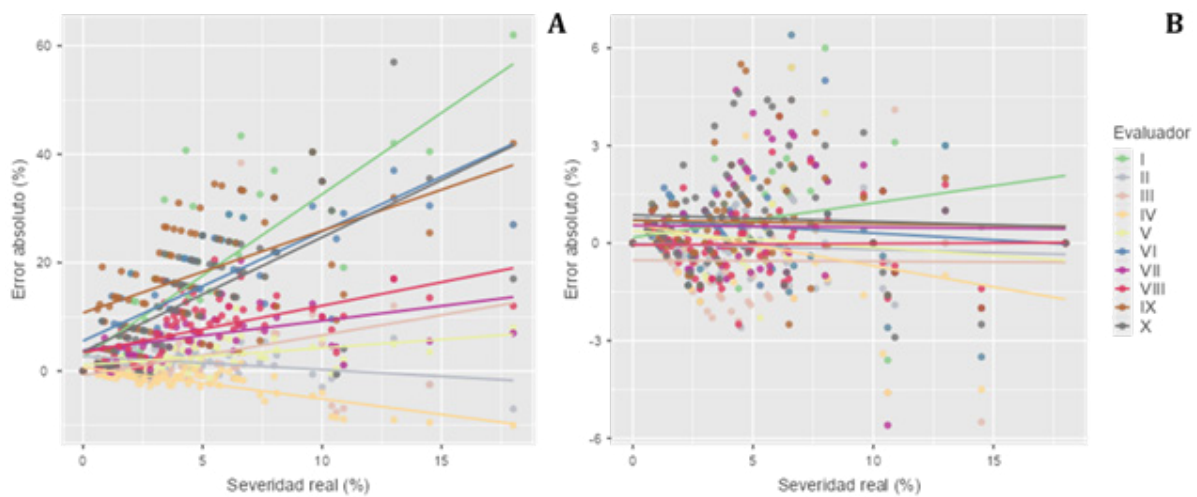 A
B
Error absoluto (%)
60
40
20
0
0 5 10 15
Severidad real (%)
Error absoluto (%)
6
3
0
-3
-6
0 5 10 15
Severidad real (%)
Evaluador
I
II
III
IV
V
VI
VII
VIII
IX
X